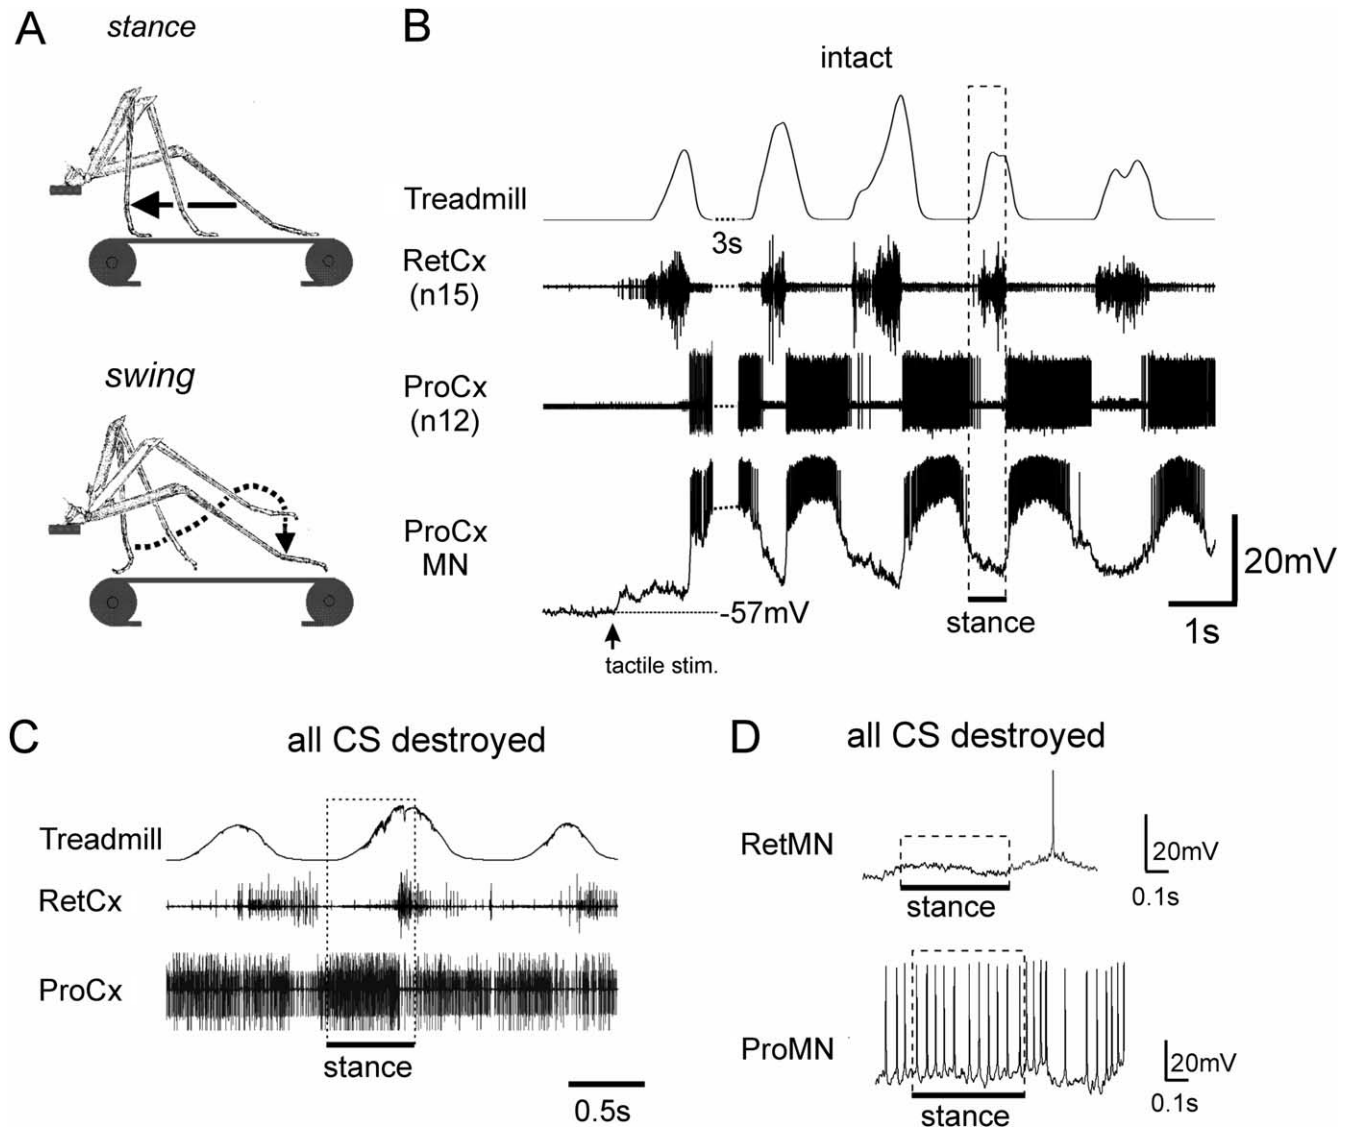 A
stance
swing
B
intact
Treadmill
3s
RetCx
(n15)
ProCx
(n12)
ProCx
MN
-57mV
tactile stim.
stance
20mV
1s
C
all CS destroyed
Treadmill
RetCx
ProCx
stance
0.5s
D
all CS destroyed
RetMN
stance
20mV
0.1s
ProMN
stance
20mV
0.1s